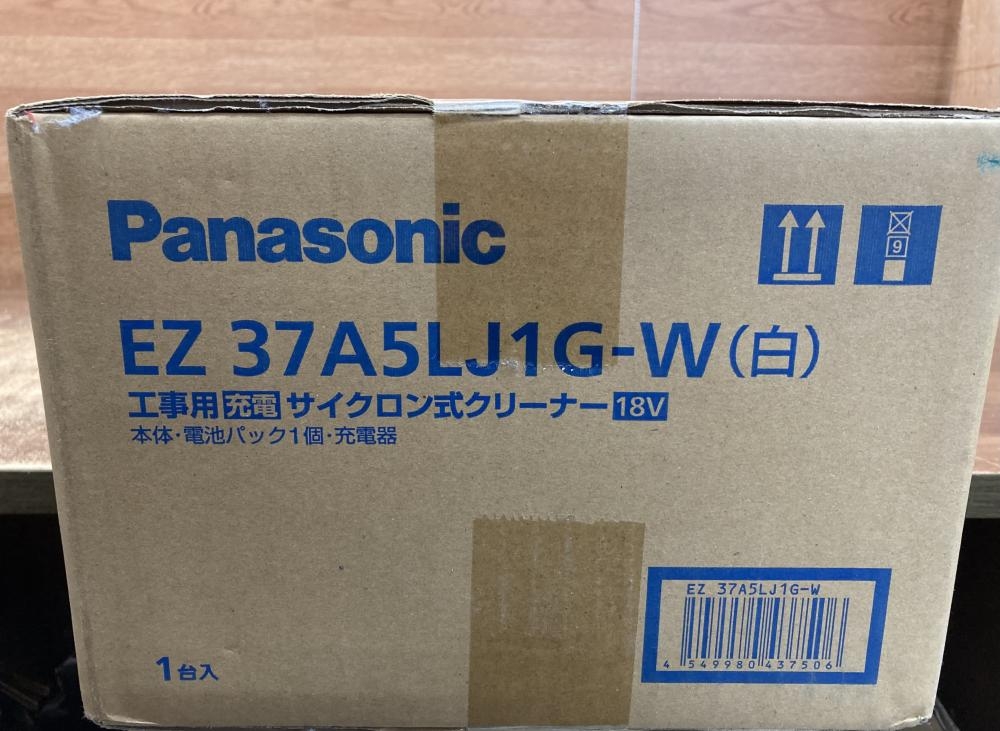 Panasonic
9
EZ 37A5LJ1G-W(白)
工事用充電サイクロン式クリーナー18V
本体・電池パック1個・充電器
EZ 37A5LJ1G-W
4 549980 437506
1台入